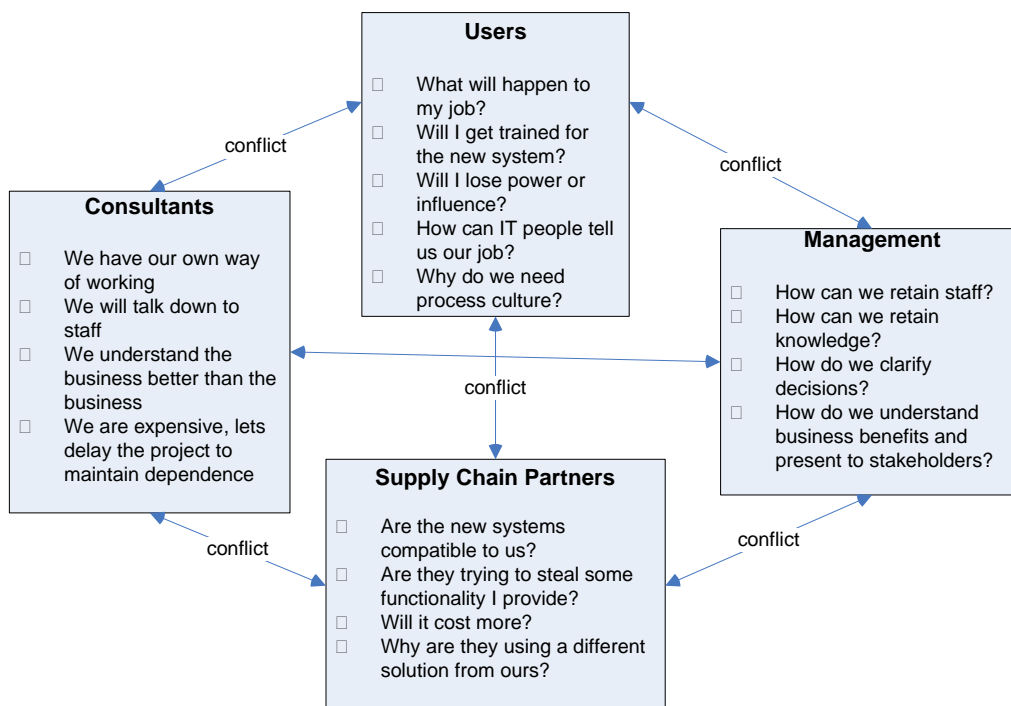 Users
What will happen to
my job?
Will I get trained for
the new system?
Will I lose power or
influence?
How can IT people tell
us our job?
Why do we need
process culture?
conflict
conflict
Consultants
We have our own way
of working
We will talk down to
staff
We understand the
business better than the
business
We are expensive, lets
delay the project to
maintain dependence
Management
How can we retain staff?
How can we retain
knowledge?
How do we clarify
decisions?
How do we understand
business benefits and
present to stakeholders?
conflict
Supply Chain Partners
Are the new systems
compatible to us?
Are they trying to steal some
functionality I provide?
Will it cost more?
Why are they using a different
solution from ours?
conflict
conflict